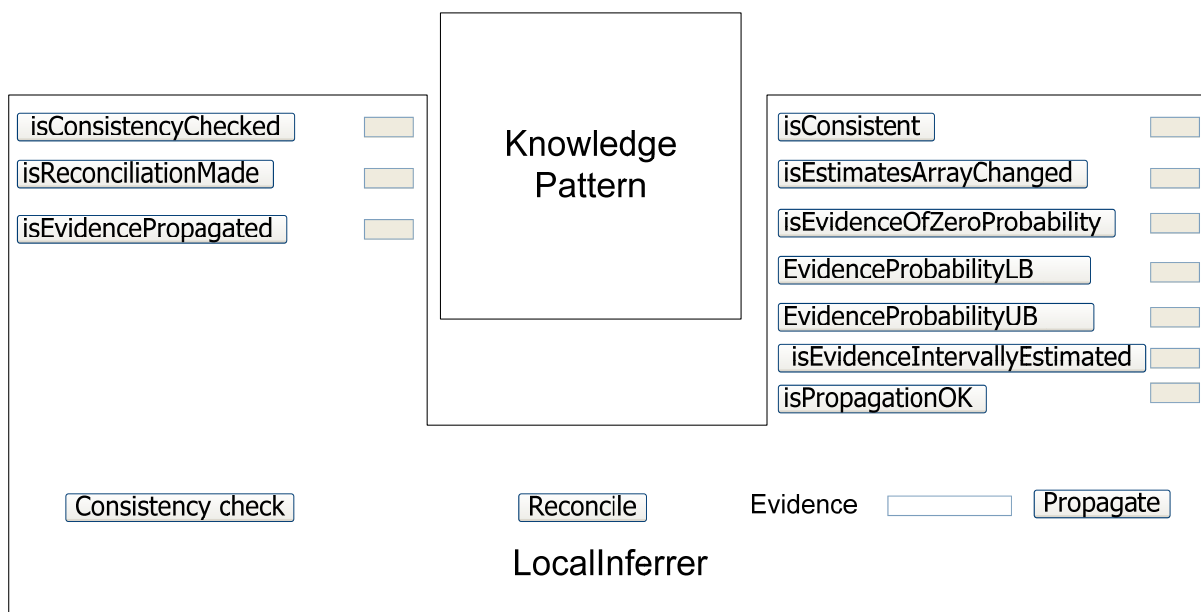 Knowledge
Pattern
isConsistencyChecked
isReconciliationMade
isEvidencePropagated
isConsistent
isEstimatesArrayChanged
isEvidenceOfZeroProbability
EvidenceProbabilityLB
EvidenceProbabilityUB
isEvidenceIntervallyEstimated
isPropagationOK
Consistency check
Reconcile
Evidence
Propagate
LocalInferrer